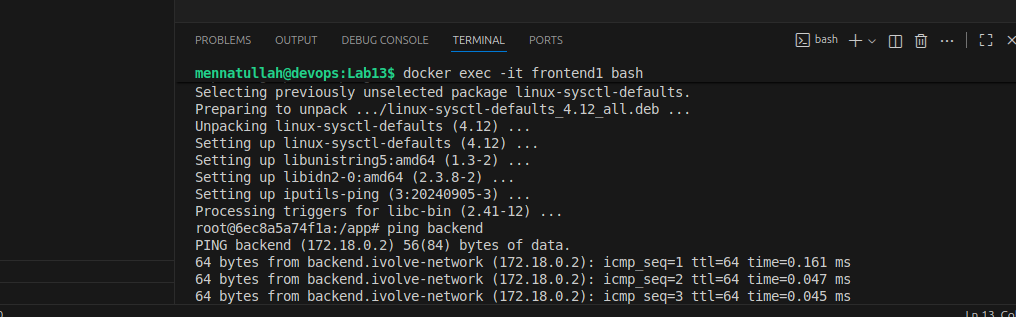 PROBLEMS OUTPUT DEBUG CONSOLE TERMINAL PORTS bash
mennatullah@devops:Lab13$ docker exec -it frontend1 bash
Selecting previously unselected package linux-sysctl-defaults.
Preparing to unpack .../linux-sysctl-defaults_4.12_all.deb ...
Unpacking linux-sysctl-defaults (4.12) ...
Setting up linux-sysctl-defaults (4.12) ...
Setting up libunistring5:amd64 (1.3-2) ...
Setting up libidn2-0:amd64 (2.3.8-2) ...
Setting up iputils-ping (3:20240905-3) ...
Processing triggers for libc-bin (2.41-12) ...
root@6ec8a5a74f1a:/app# ping backend
PING backend (172.18.0.2) 56(84) bytes of data.
64 bytes from backend.ivolve-network (172.18.0.2): icmp_seq=1 ttl=64 time=0.161 ms
64 bytes from backend.ivolve-network (172.18.0.2): icmp_seq=2 ttl=64 time=0.047 ms
64 bytes from backend.ivolve-network (172.18.0.2): icmp_seq=3 ttl=64 time=0.045 ms
Ln 13, Co